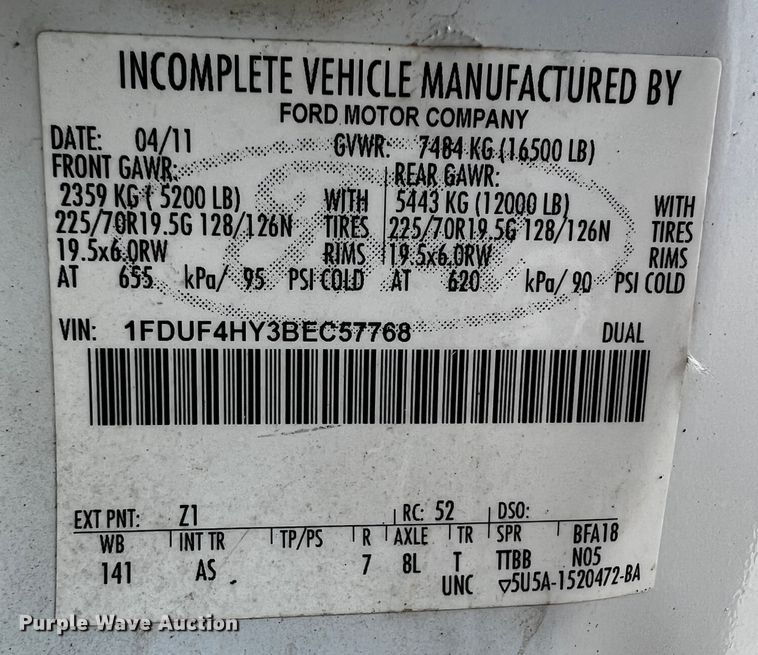 INCOMPLETE VEHICLE MANUFACTURED BY
FORD MOTOR COMPANY
DATE: 04/11 GVWR: 7484 KG (16500 LB)
FRONT GAWR: REAR GAWR:
2359 KG ( 5200 LB) WITH 5443 KG (12000 LB) WITH
225/70R19.5G 128/126N TIRES 225/70R19.5G 128/126N TIRES
19.5x6.0RW RIMS 19.5x6.0RW RIMS
AT 655 kPa/ 95 PSI COLD AT 620 kPa/ 90 PSI COLD
VIN: 1FDUF4HY3BEC57768 DUAL
EXT PNT: Z1 RC: 52 DSO:
WB INT TR TP/PS R AXLE TR SPR BFA18
141 AS 7 8L T TTBB N05
UNC ▽5U5A-1520472-BA
Purple Wave Auction